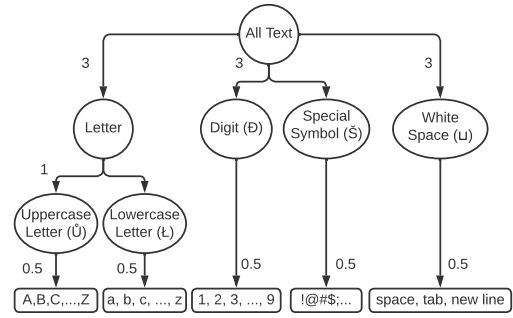 All Text
3
3
3
Letter
Digit (Đ)
Special
Symbol (Š)
White
Space (⊔)
1
Uppercase
Letter (Ů)
Lowercase
Letter (Ł)
0.5
0.5
0.5
0.5
0.5
A,B,C,...,Z
a, b, c, ..., z
1, 2, 3, ..., 9
!@#$;...
space, tab, new line